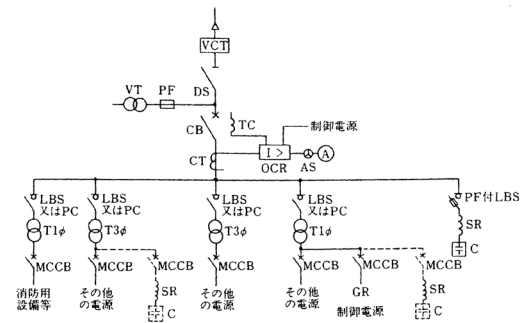 VCT
DS
VT PF
CB
TC
制御電源
I >
OCR
AS
A
CT
LBS
又はPC
LBS
又はPC
LBS
又はPC
LBS
又はPC
PF付LBS
T1φ
T3φ
T3φ
T1φ
SR
C
MCCB
MCCB
MCCB
MCCB
MCCB
MCCB
MCCB
消防用
設備等
その他
の電源
SR
C
その他
の電源
その他
の電源
GR
制御電源
SR
C